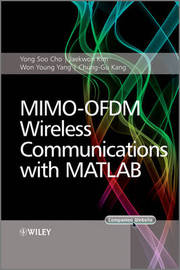 Yong Soo Cho | Jaekwon Kim
Won Young Yang | Chung-Gu Kang
MIMO-OFDM
Wireless
Communications
with MATLAB
Companion Website
WILEY